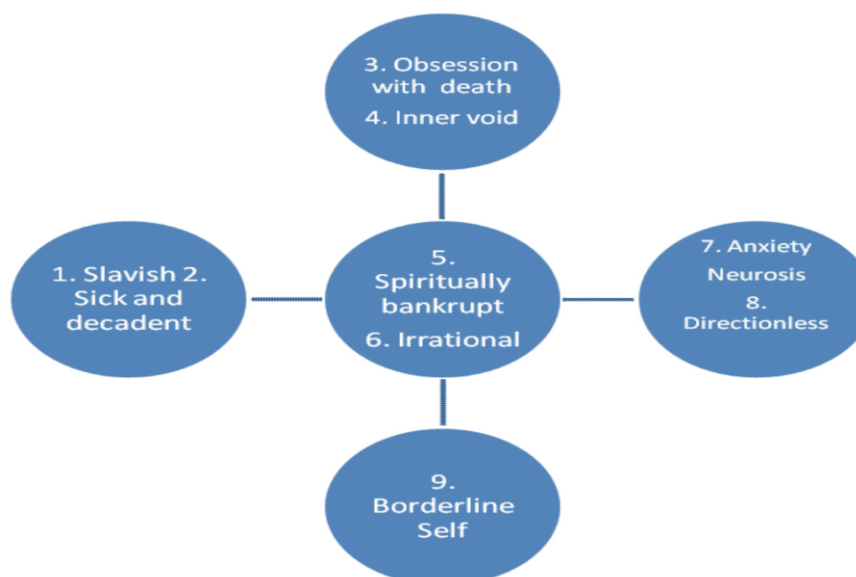 3. Obsession
with death
4. Inner void
1. Slavish 2.
Sick and
decadent
5.
Spiritually
bankrupt
6. Irrational
7. Anxiety
Neurosis
8.
Directionless
9.
Borderline
Self